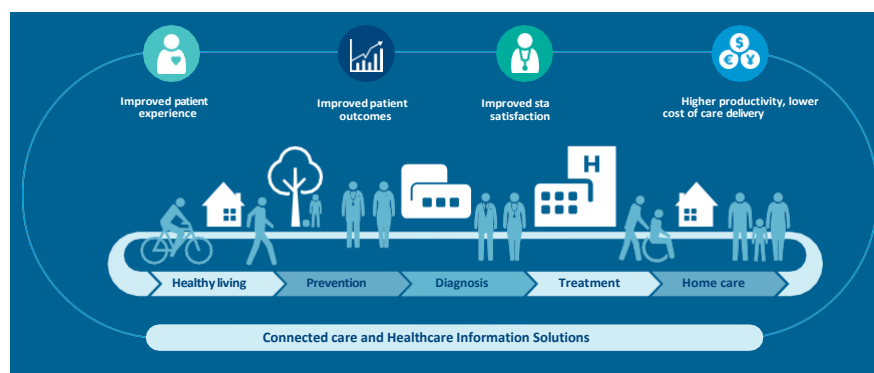 Improved patient
experience
Improved patient
outcomes
Improved sta
satisfaction
Higher productivity, lower
cost of care delivery
$
€ ¥
H
Healthy living
Prevention
Diagnosis
Treatment
Home care
Connected care and Healthcare Information Solutions